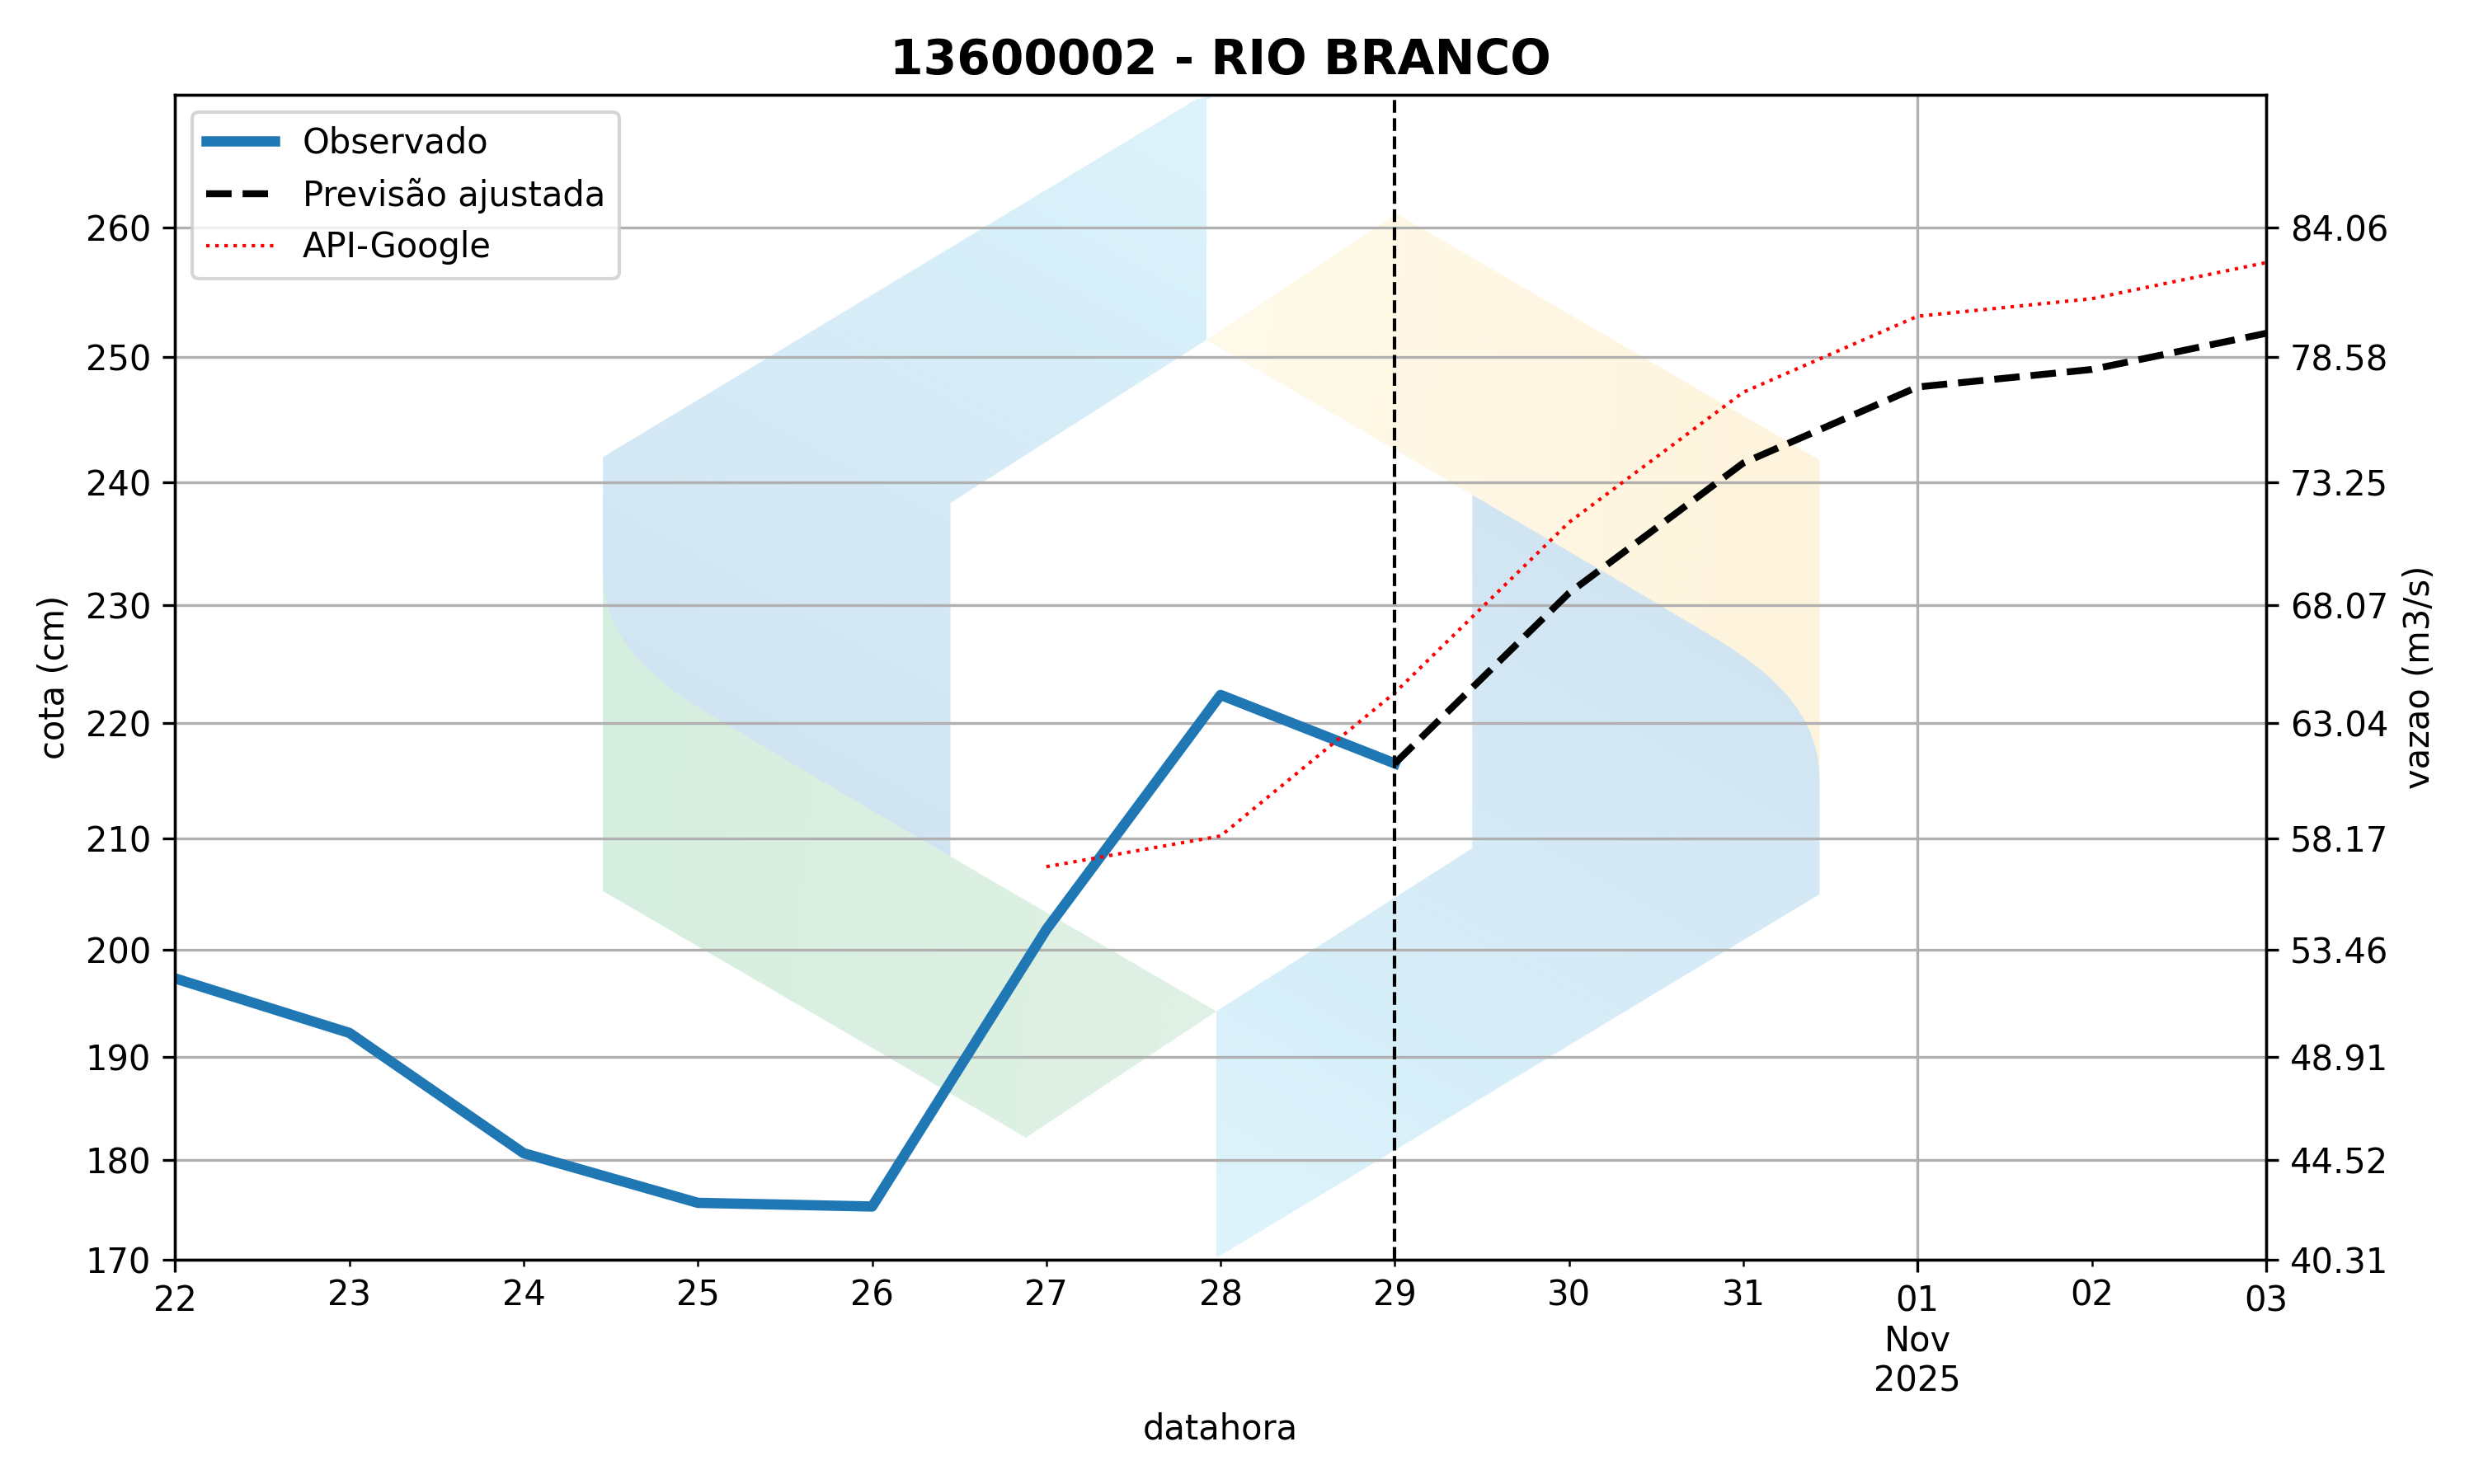 13600002 - RIO BRANCO
Observado
Previsão ajustada
API-Google
cota (cm)
260
250
240
230
220
210
200
190
180
170
84.06
78.58
73.25
68.07
63.04
58.17
53.46
48.91
44.52
40.31
vazao (m3/s)
22 23 24 25 26 27 28 29 30 31 01 02 03
Nov
2025
datahora